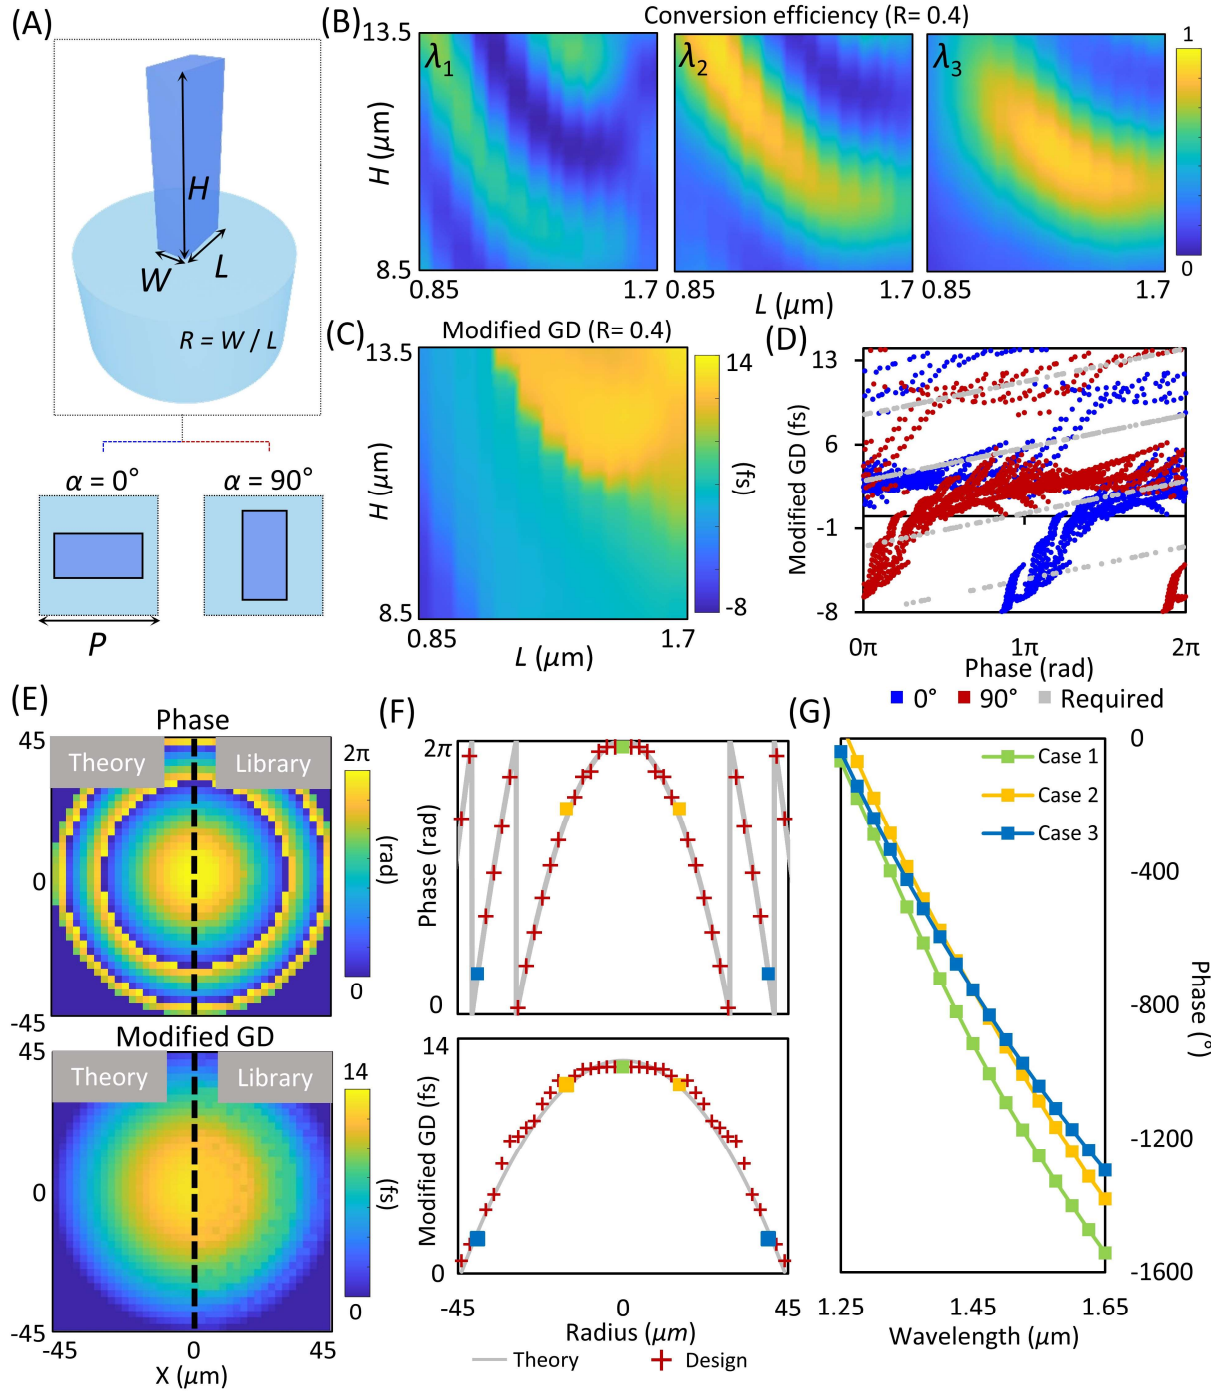 (A)
H
W
L
R = W / L
α = 0°
α = 90°
P
(B)
Conversion efficiency (R= 0.4)
13.5
H (μm)
8.5
λ1
λ2
λ3
1
0
0.85
1.7
0.85
1.7
0.85
1.7
L (μm)
(C)
Modified GD (R= 0.4)
13.5
H (μm)
8.5
0.85
1.7
L (μm)
14
(fs)
-8
(D)
13
6
-1
-8
Modified GD (fs)
0π
1π
2π
Phase (rad)
0°
90°
Required
(E)
Phase
45
0
-45
Theory
Library
2π
(rad)
0
Modified GD
45
0
-45
Theory
Library
14
(fs)
0
-45
0
45
X (μm)
(F)
2π
Phase (rad)
0
14
Modified GD (fs)
0
-45
0
45
Radius (μm)
Theory
Design
(G)
Case 1
Case 2
Case 3
0
-400
-800
-1200
-1600
Phase (°)
1.25
1.45
1.65
Wavelength (μm)